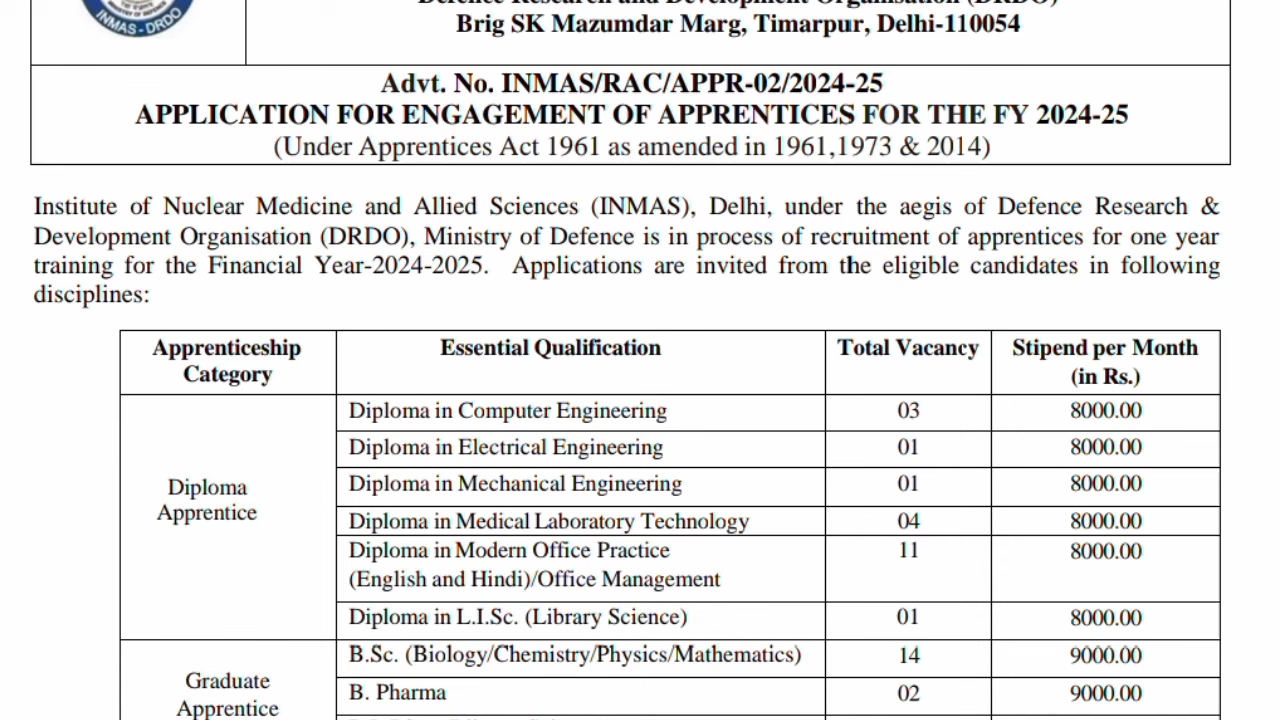 INMAS-DRDO
Defence Research and Development Organisation (DRDO)
Brig SK Mazumdar Marg, Timarpur, Delhi-110054
Advt. No. INMAS/RAC/APPR-02/2024-25
APPLICATION FOR ENGAGEMENT OF APPRENTICES FOR THE FY 2024-25
(Under Apprentices Act 1961 as amended in 1961,1973 & 2014)
Institute of Nuclear Medicine and Allied Sciences (INMAS), Delhi, under the aegis of Defence Research &
Development Organisation (DRDO), Ministry of Defence is in process of recruitment of apprentices for one year
training for the Financial Year-2024-2025. Applications are invited from the eligible candidates in following
disciplines:
Apprenticeship Category Essential Qualification Total Vacancy Stipend per Month (in Rs.)
Diploma Apprentice
Diploma in Computer Engineering 03 8000.00
Diploma in Electrical Engineering 01 8000.00
Diploma in Mechanical Engineering 01 8000.00
Diploma in Medical Laboratory Technology 04 8000.00
Diploma in Modern Office Practice 11 8000.00
(English and Hindi)/Office Management
Diploma in L.I.Sc. (Library Science) 01 8000.00
Graduate Apprentice
B.Sc. (Biology/Chemistry/Physics/Mathematics) 14 9000.00
B. Pharma 02 9000.00